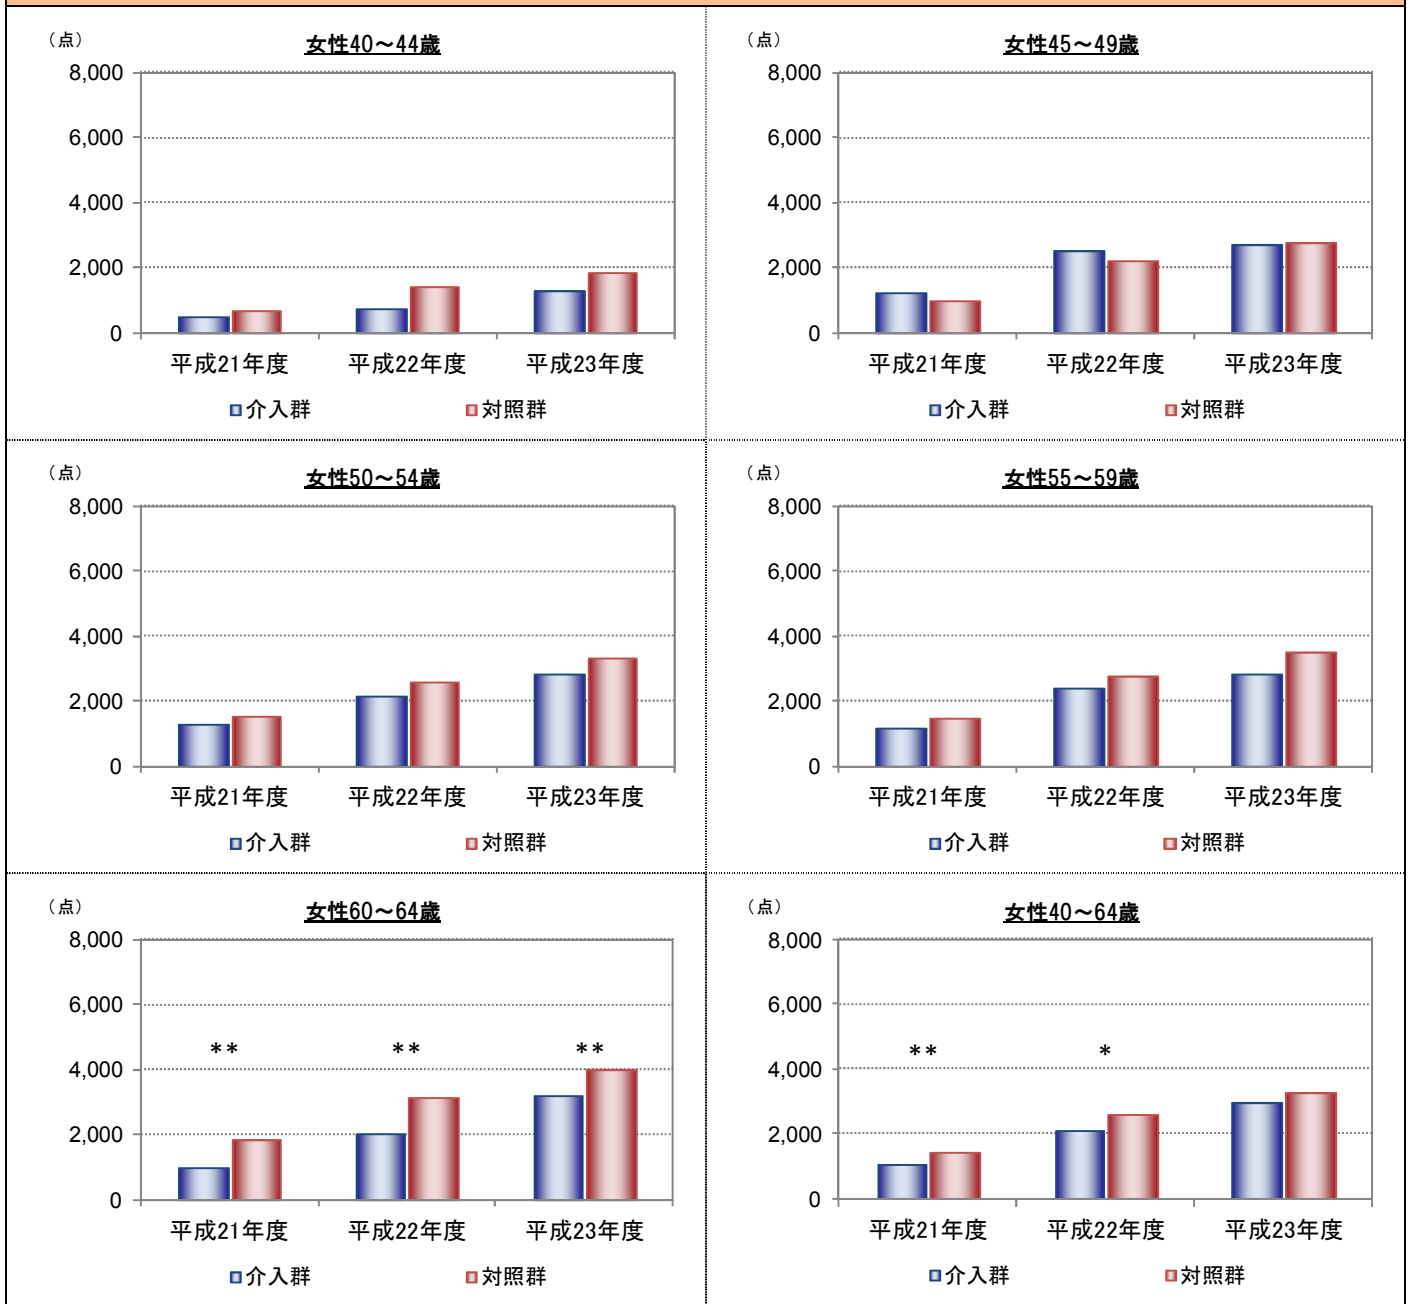 （点）
女性40～44歳
8,000
6,000
4,000
2,000
0
平成21年度 平成22年度 平成23年度
介入群 対照群
（点）
女性45～49歳
8,000
6,000
4,000
2,000
0
平成21年度 平成22年度 平成23年度
介入群 対照群
（点）
女性50～54歳
8,000
6,000
4,000
2,000
0
平成21年度 平成22年度 平成23年度
介入群 対照群
（点）
女性55～59歳
8,000
6,000
4,000
2,000
0
平成21年度 平成22年度 平成23年度
介入群 対照群
（点）
女性60～64歳
8,000
6,000
** ** **
4,000
2,000
0
平成21年度 平成22年度 平成23年度
介入群 対照群
（点）
女性40～64歳
8,000
6,000
** *
4,000
2,000
0
平成21年度 平成22年度 平成23年度
介入群 対照群